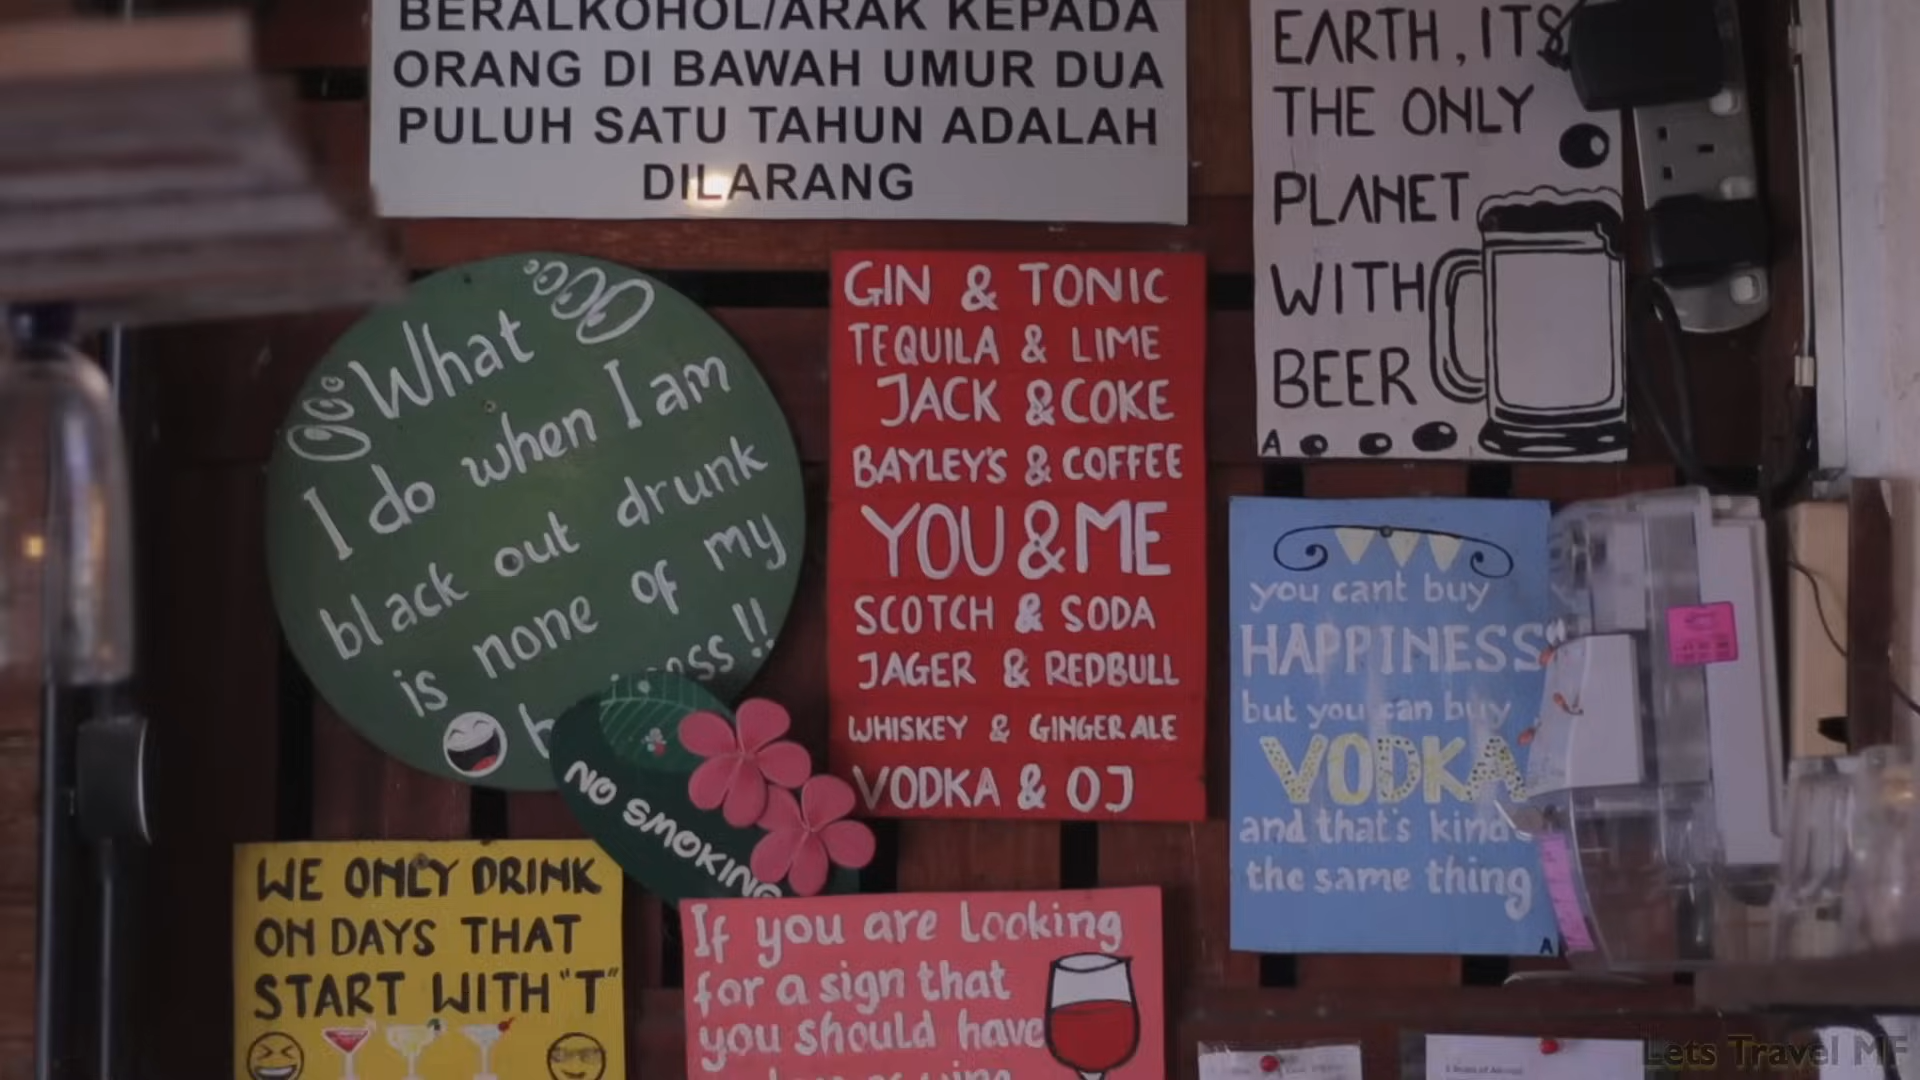 BERALKOHOL/ARAK KEPADA
ORANG DI BAWAH UMUR DUA
PULUH SATU TAHUN ADALAH
DILARANG
EARTH, ITS
THE ONLY
PLANET
WITH
BEER
A
What
I do when I am
black out drunk
is none of my
NO SMOKING
GIN & TONIC
TEQUILA & LIME
JACK & COKE
BAYLEY'S & COFFEE
YOU & ME
SCOTCH & SODA
JAGER & REDBULL
WHISKEY & GINGER ALE
VODKA & OJ
you cant buy
HAPPINESS
but you can buy
VODKA
and that's kind
the same thing
A
WE ONLY DRINK
ON DAYS THAT
START WITH "T"
If you are Looking
for a sign that
you should have
Lets Travel MF